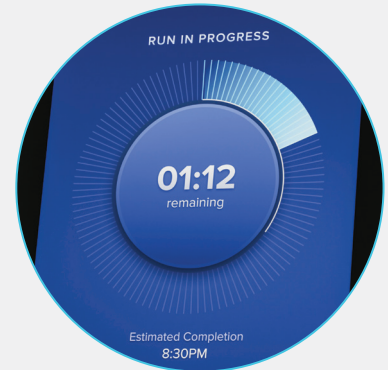 RUN IN PROGRESS
01:12
remaining
Estimated Completion
8:30PM